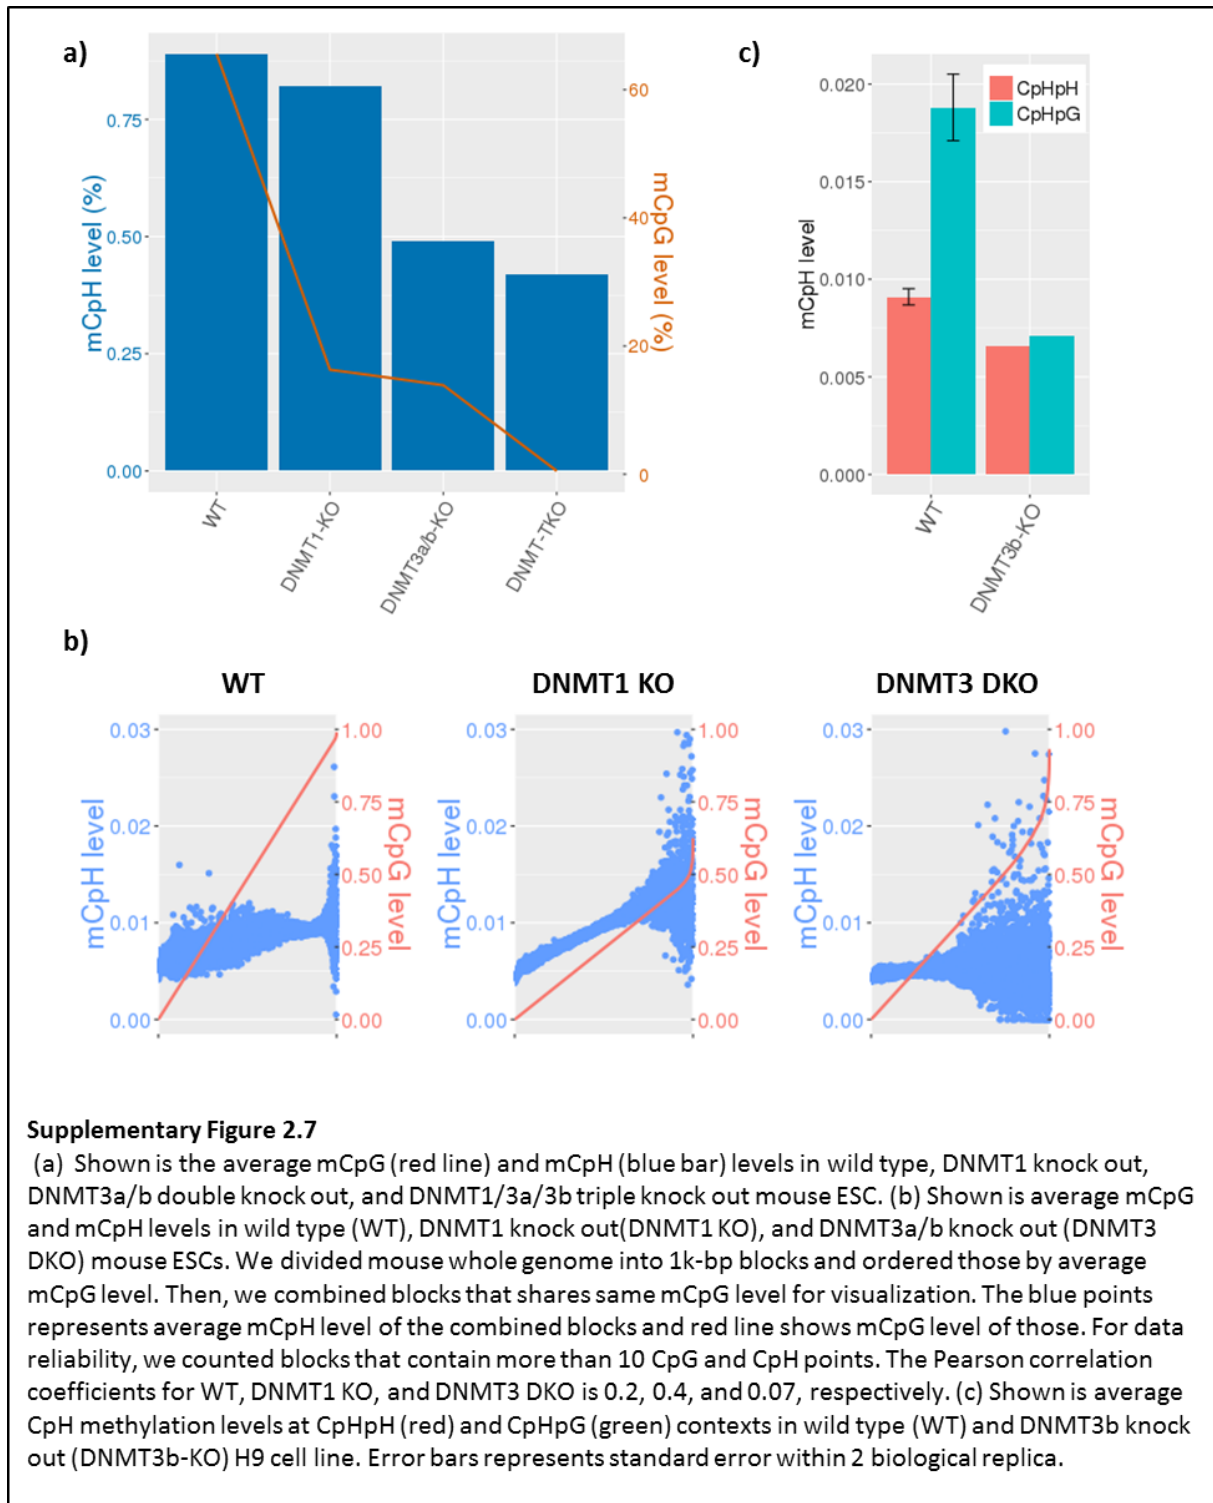 a)
mCpH level (%)
0.75
0.50
0.25
0.00
60
40
20
0
mCpG level (%)
WT
DNMT1-KO
DNMT3a/b-KO
DNMT-TKO
c)
mCpH level
0.020
0.015
0.010
0.005
0.000
CpHpH
CpHpG
WT
DNMT3b-KO
b)
WT
mCpH level
0.03
0.02
0.01
0.00
1.00
0.75
0.50
0.25
0.00
mCpG level
DNMT1 KO
mCpH level
0.03
0.02
0.01
0.00
1.00
0.75
0.50
0.25
0.00
mCpG level
DNMT3 DKO
mCpH level
0.03
0.02
0.01
0.00
1.00
0.75
0.50
0.25
0.00
mCpG level
Supplementary Figure 2.7
(a) Shown is the average mCpG (red line) and mCpH (blue bar) levels in wild type, DNMT1 knock out,
DNMT3a/b double knock out, and DNMT1/3a/3b triple knock out mouse ESC. (b) Shown is average mCpG
and mCpH levels in wild type (WT), DNMT1 knock out(DNMT1 KO), and DNMT3a/b knock out (DNMT3
DKO) mouse ESCs. We divided mouse whole genome into 1k-bp blocks and ordered those by average
mCpG level. Then, we combined blocks that shares same mCpG level for visualization. The blue points
represents average mCpH level of the combined blocks and red line shows mCpG level of those. For data
reliability, we counted blocks that contain more than 10 CpG and CpH points. The Pearson correlation
coefficients for WT, DNMT1 KO, and DNMT3 DKO is 0.2, 0.4, and 0.07, respectively. (c) Shown is average
CpH methylation levels at CpHpH (red) and CpHpG (green) contexts in wild type (WT) and DNMT3b knock
out (DNMT3b-KO) H9 cell line. Error bars represents standard error within 2 biological replica.